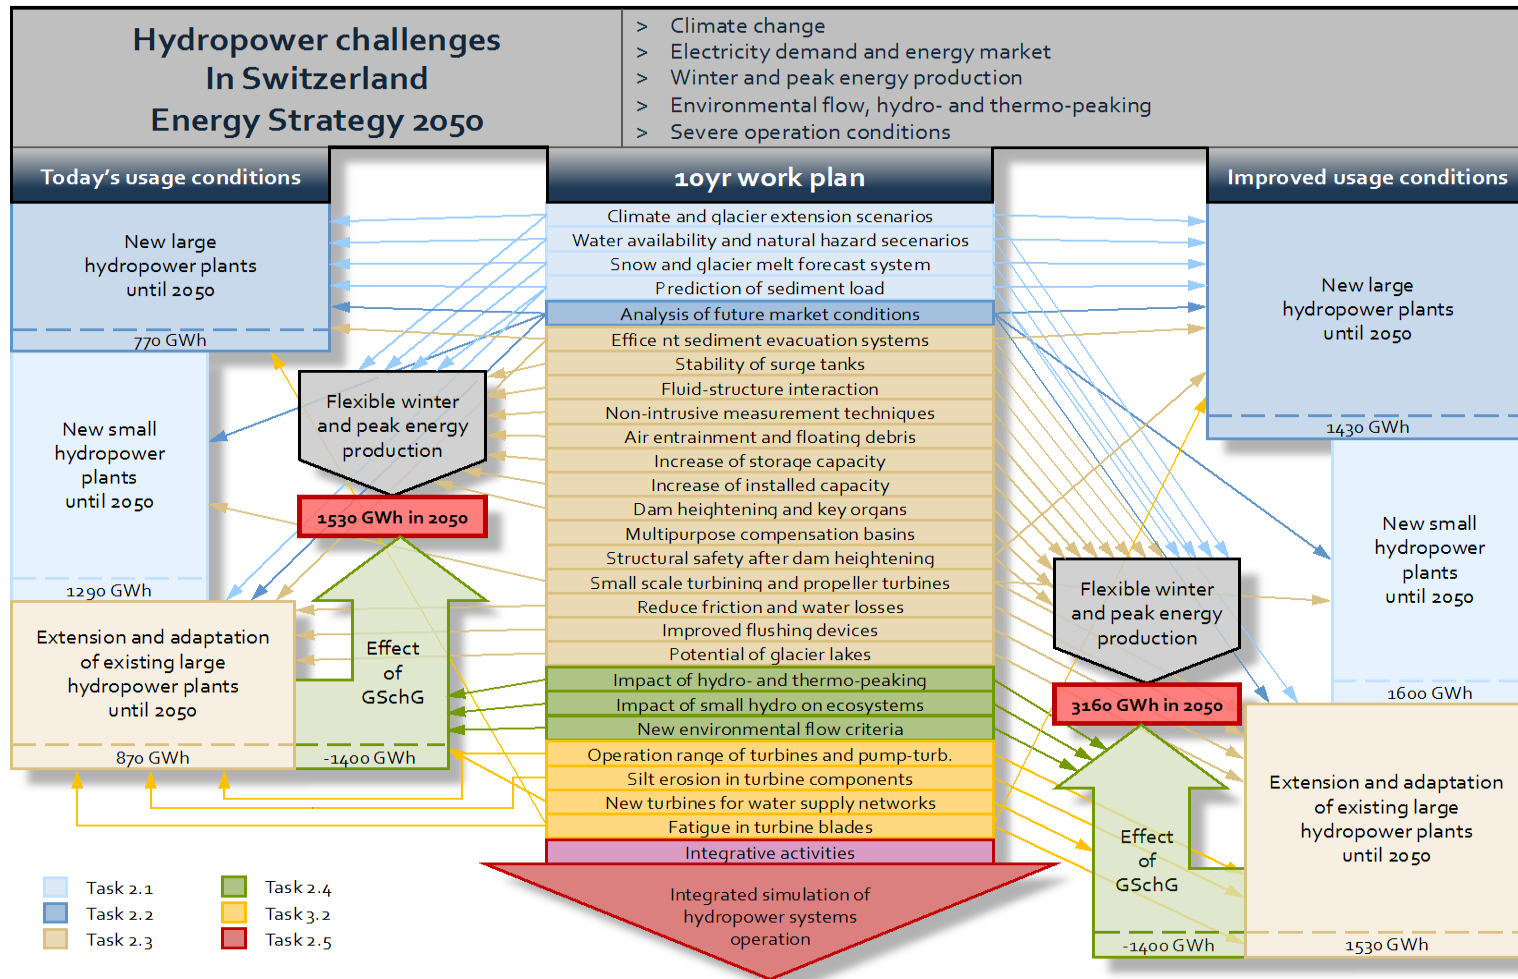 Hydropower challenges
In Switzerland
Energy Strategy 2050
> Climate change
> Electricity demand and energy market
> Winter and peak energy production
> Environmental flow, hydro- and thermo-peaking
> Severe operation conditions
Today's usage conditions
New large
hydropower plants
until 2050
770 GWh
New small
hydropower
plants
until 2050
1290 GWh
Extension and adaptation
of existing large
hydropower plants
until 2050
870 GWh
Flexible winter
and peak energy
production
1530 GWh in 2050
Effect
of
GSchG
-1400 GWh
10yr work plan
Climate and glacier extension scenarios
Water availability and natural hazard secenarios
Snow and glacier melt forecast system
Prediction of sediment load
Analysis of future market conditions
Effice nt sediment evacuation systems
Stability of surge tanks
Fluid-structure interaction
Non-intrusive measurement techniques
Air entrainment and floating debris
Increase of storage capacity
Increase of installed capacity
Dam heightening and key organs
Multipurpose compensation basins
Structural safety after dam heightening
Small scale turbining and propeller turbines
Reduce friction and water losses
Improved flushing devices
Potential of glacier lakes
Impact of hydro- and thermo-peaking
Impact of small hydro on ecosystems
New environmental flow criteria
Operation range of turbines and pump-turb.
Silt erosion in turbine components
New turbines for water supply networks
Fatigue in turbine blades
Integrative activities
Integrated simulation of
hydropower systems
operation
Improved usage conditions
New large
hydropower plants
until 2050
1430 GWh
New small
hydropower
plants
until 2050
1600 GWh
Flexible winter
and peak energy
production
3160 GWh in 2050
Effect
of
GSchG
-1400 GWh
Extension and adaptation
of existing large
hydropower plants
until 2050
1530 GWh
Task 2.1
Task 2.2
Task 2.3
Task 2.4
Task 3.2
Task 2.5